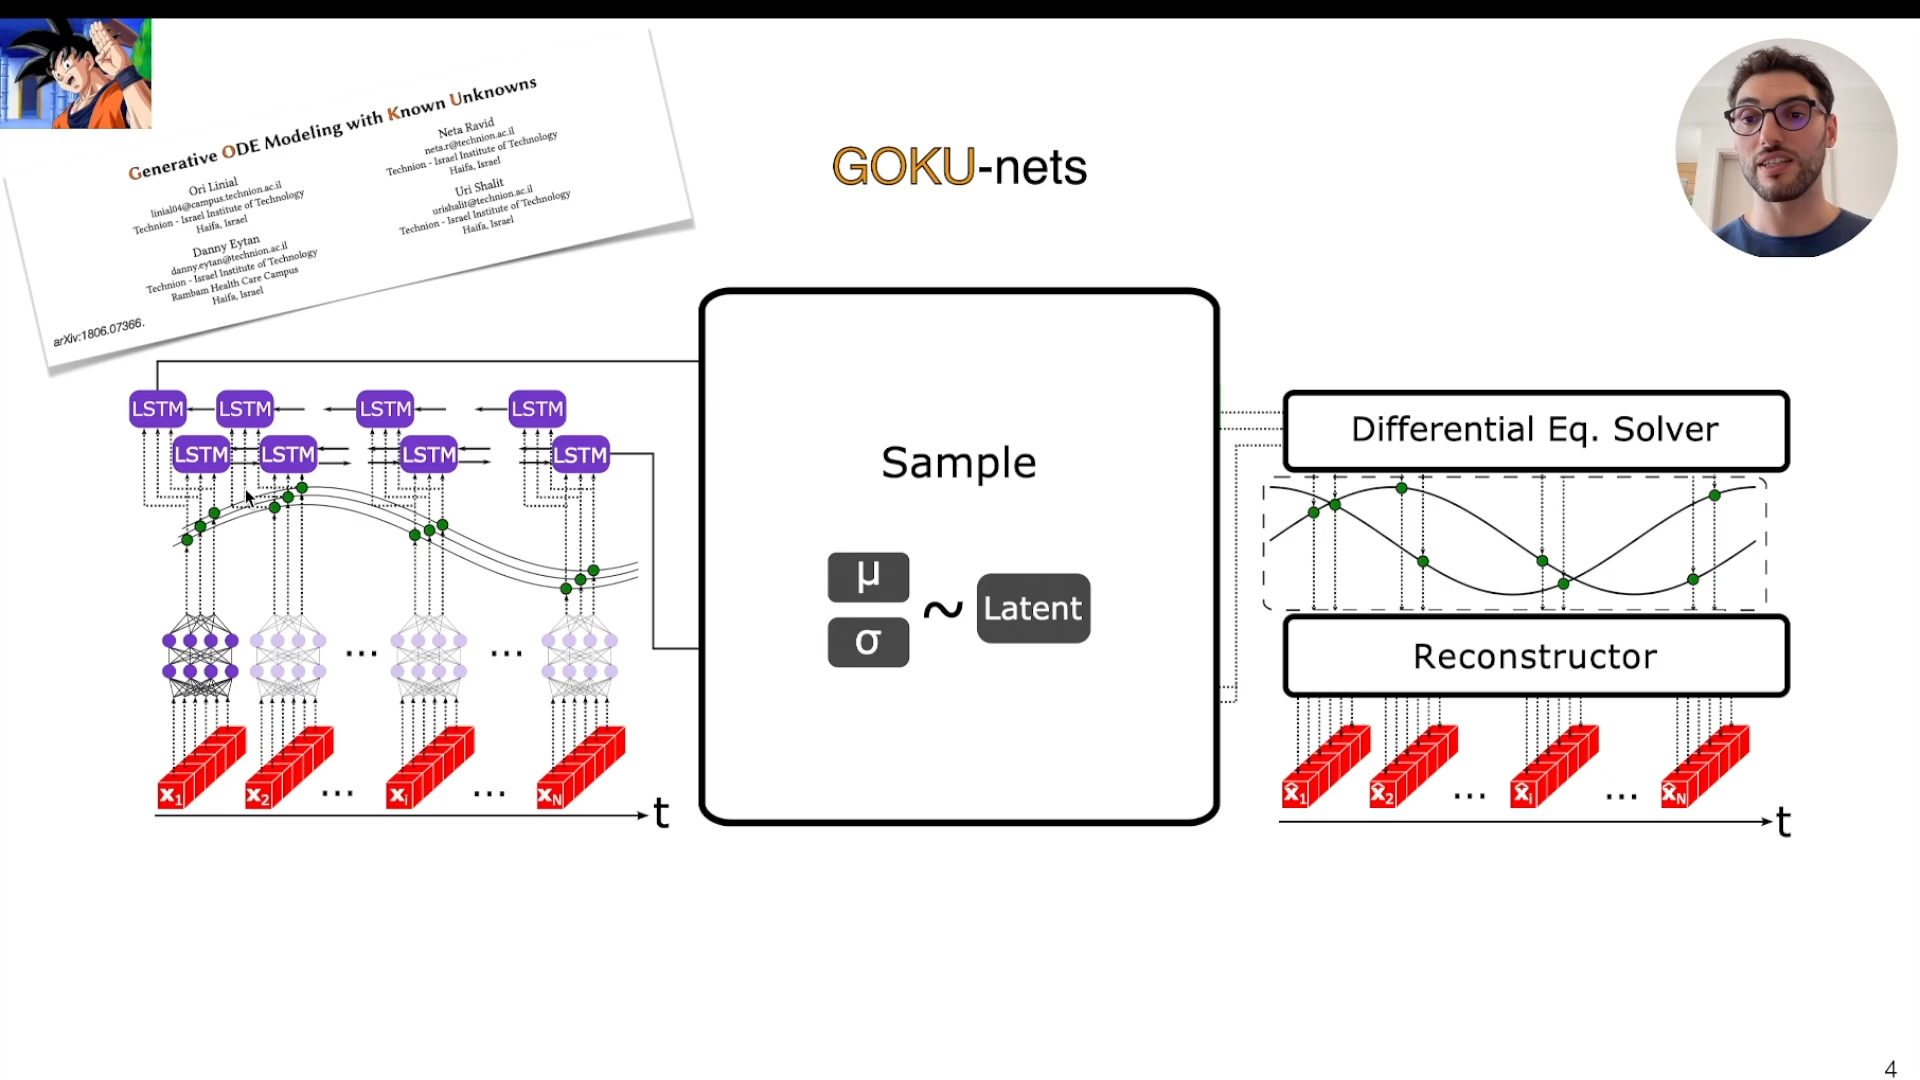 Generative ODE Modeling with Known Unknowns
Ori Linial
linial04@campus.technion.ac.il
Technion - Israel Institute of Technology
Haifa, Israel
Neta Ravid
neta.r@technion.ac.il
Technion - Israel Institute of Technology
Haifa, Israel
Danny Eytan
danny.eytan@technion.ac.il
Technion - Israel Institute of Technology
Rambam Health Care Campus
Haifa, Israel
Uri Shalit
urishalit@technion.ac.il
Technion - Israel Institute of Technology
Haifa, Israel
arXiv:1806.07366.
GOKU-nets
LSTM LSTM LSTM LSTM
LSTM LSTM LSTM LSTM
... ...
x1 x2 ... xi ... xN
t
Sample
μ
σ
~ Latent
Differential Eq. Solver
Reconstructor
x̂1 x̂2 ... x̂i ... x̂N
t
4